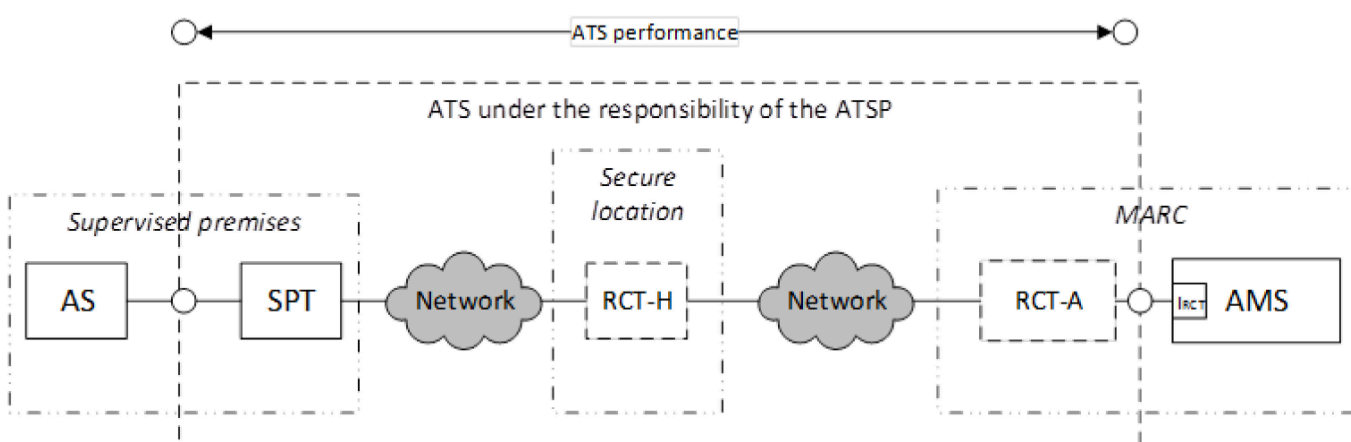 ATS performance
ATS under the responsibility of the ATSP
Secure
location
Supervised premises
MARC
AS
SPT
Network
RCT-H
Network
RCT-A
IRCT
AMS